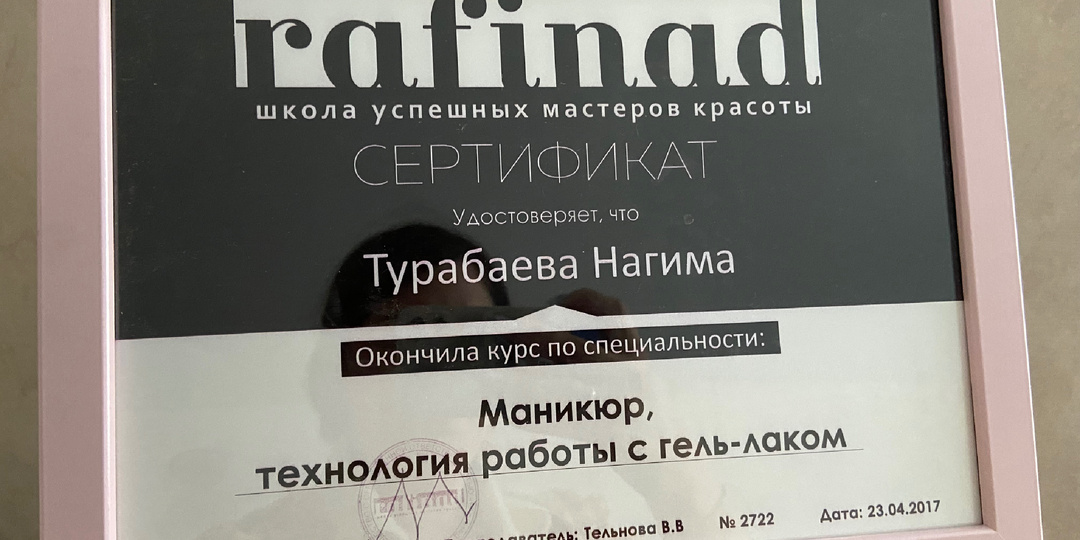 rafinad
школа успешных мастеров красоты
СЕРТИФИКАТ
Удостоверяет, что
Турабаева Нагима
Окончила курс по специальности:
Маникюр,
технология работы с гель-лаком
Тельнова В.В № 2722 Дата: 23.04.2017